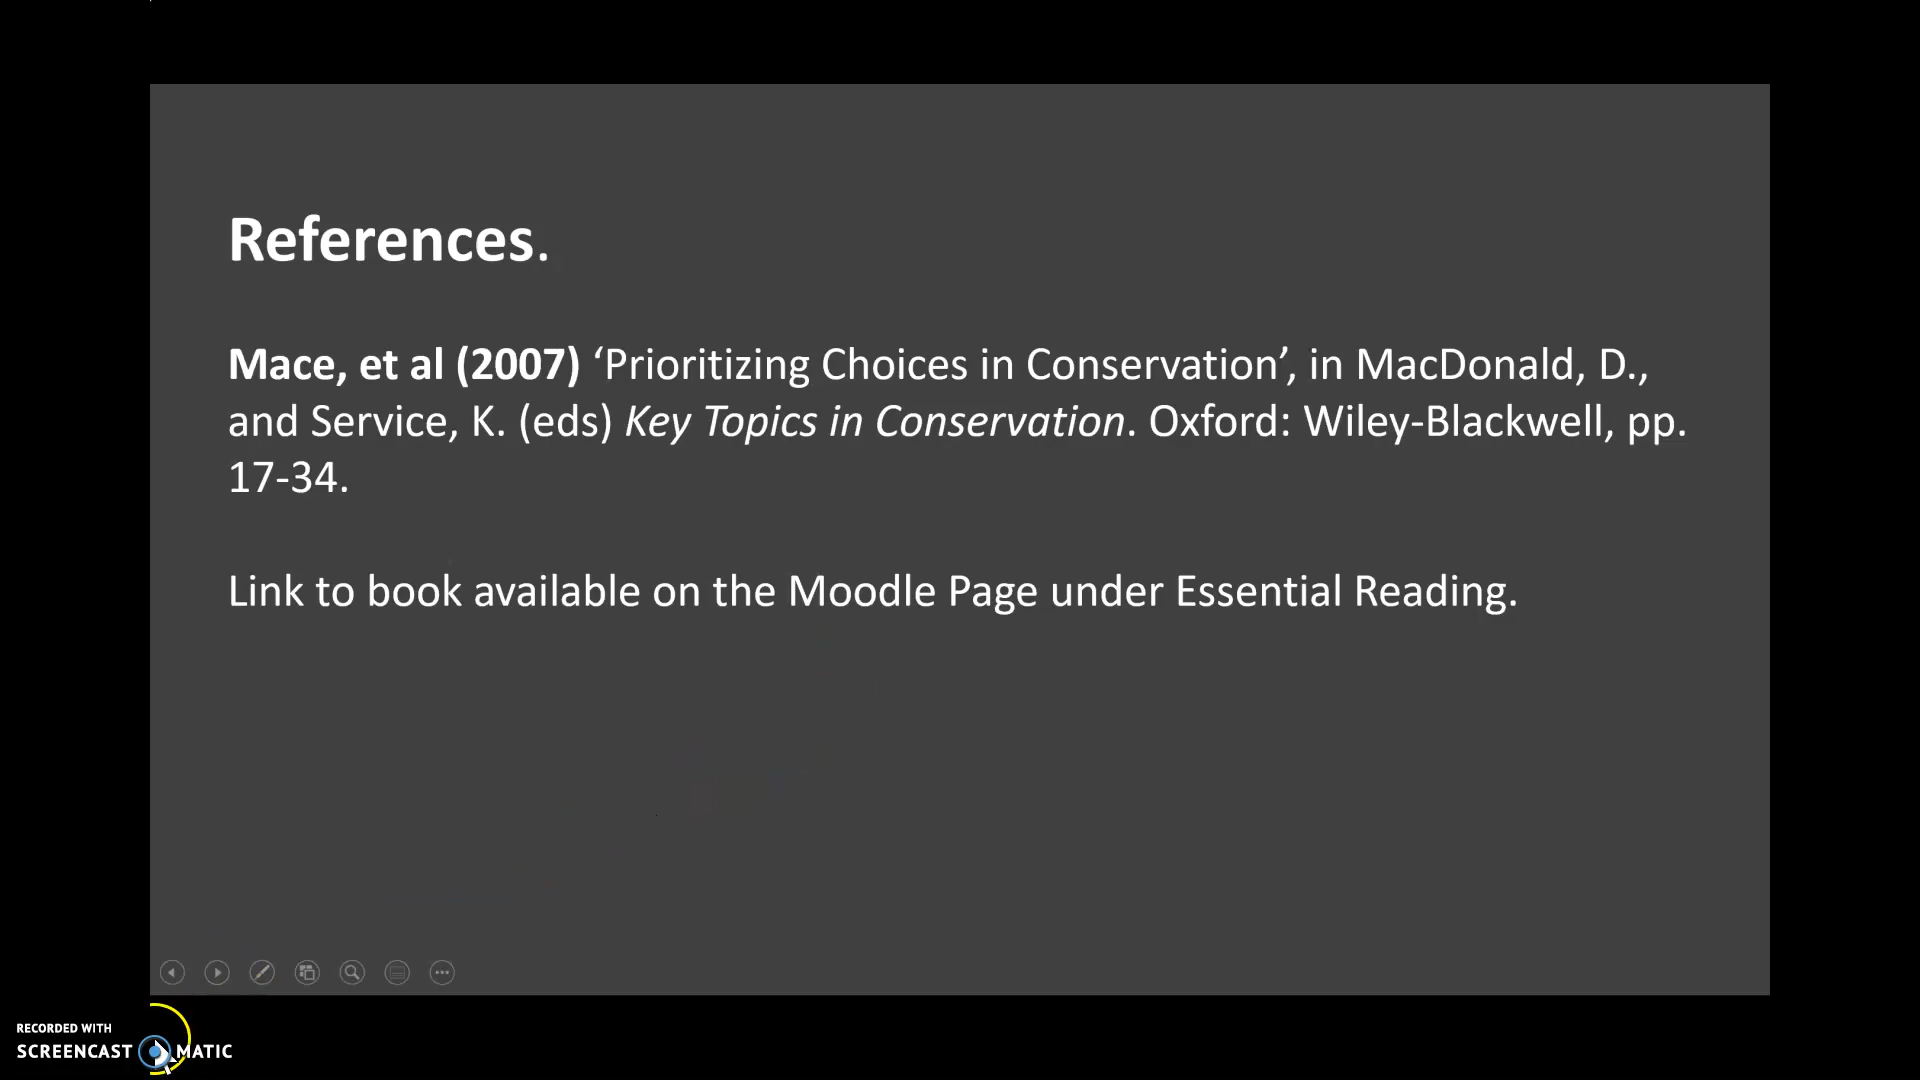 References.
Mace, et al (2007) ‘Prioritizing Choices in Conservation’, in MacDonald, D.,
and Service, K. (eds) Key Topics in Conservation. Oxford: Wiley-Blackwell, pp.
17-34.
Link to book available on the Moodle Page under Essential Reading.
RECORDED WITH
SCREENCAST MATIC